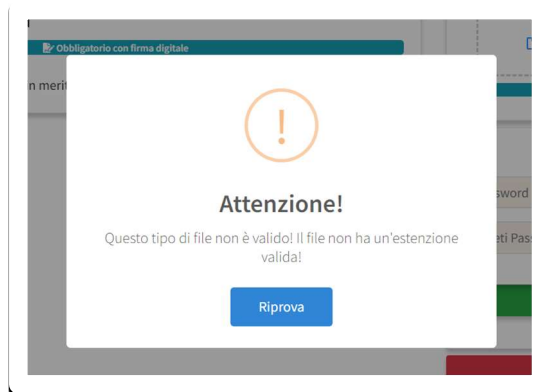 Obbligatorio con firma digitale
n merit
Attenzione!
Questo tipo di file non è valido! Il file non ha un'estenzione
valida!
Riprova
sword
eti Pas